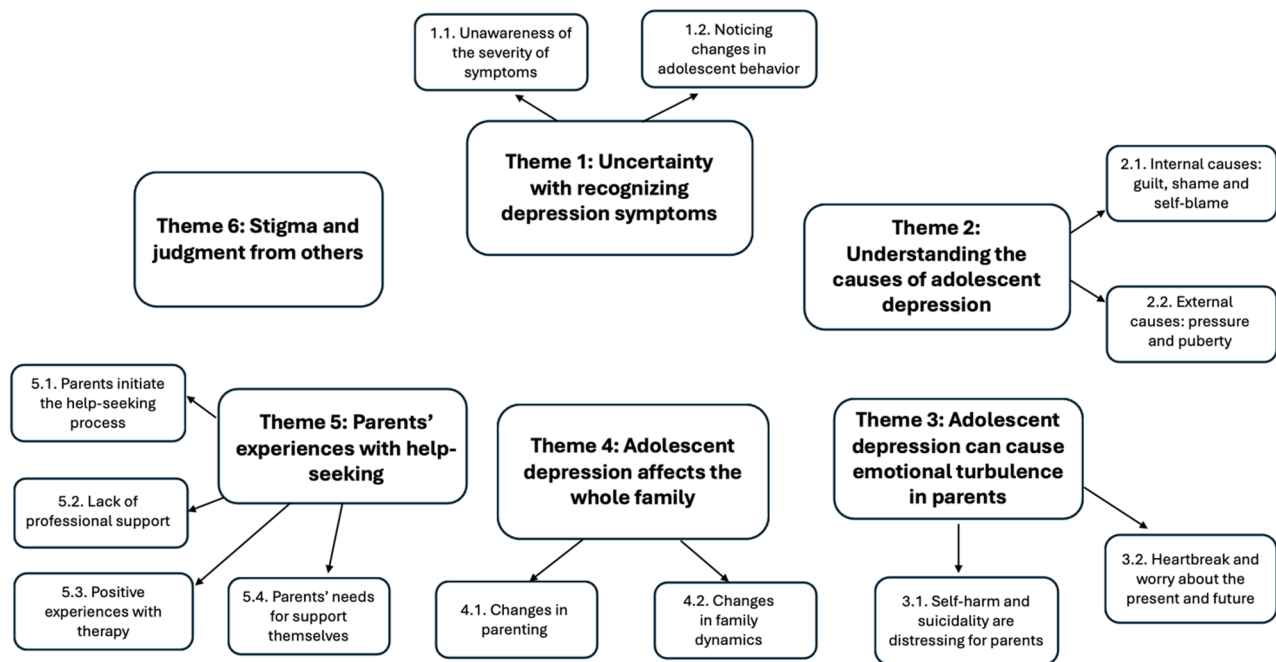 1.1. Unawareness of
the severity of
symptoms
1.2. Noticing
changes in
adolescent behavior
Theme 1: Uncertainty
with recognizing
depression symptoms
Theme 6: Stigma and
judgment from others
2.1. Internal causes:
guilt, shame and
self-blame
Theme 2:
Understanding the
causes of adolescent
depression
2.2. External
causes: pressure
and puberty
5.1. Parents initiate
the help-seeking
process
Theme 5: Parents’
experiences with help-
seeking
Theme 4: Adolescent
depression affects the
whole family
Theme 3: Adolescent
depression can cause
emotional turbulence
in parents
5.2. Lack of
professional support
5.3. Positive
experiences with
therapy
5.4. Parents’ needs
for support
themselves
4.1. Changes in
parenting
4.2. Changes
in family
dynamics
3.1. Self-harm and
suicidality are
distressing for parents
3.2. Heartbreak and
worry about the
present and future